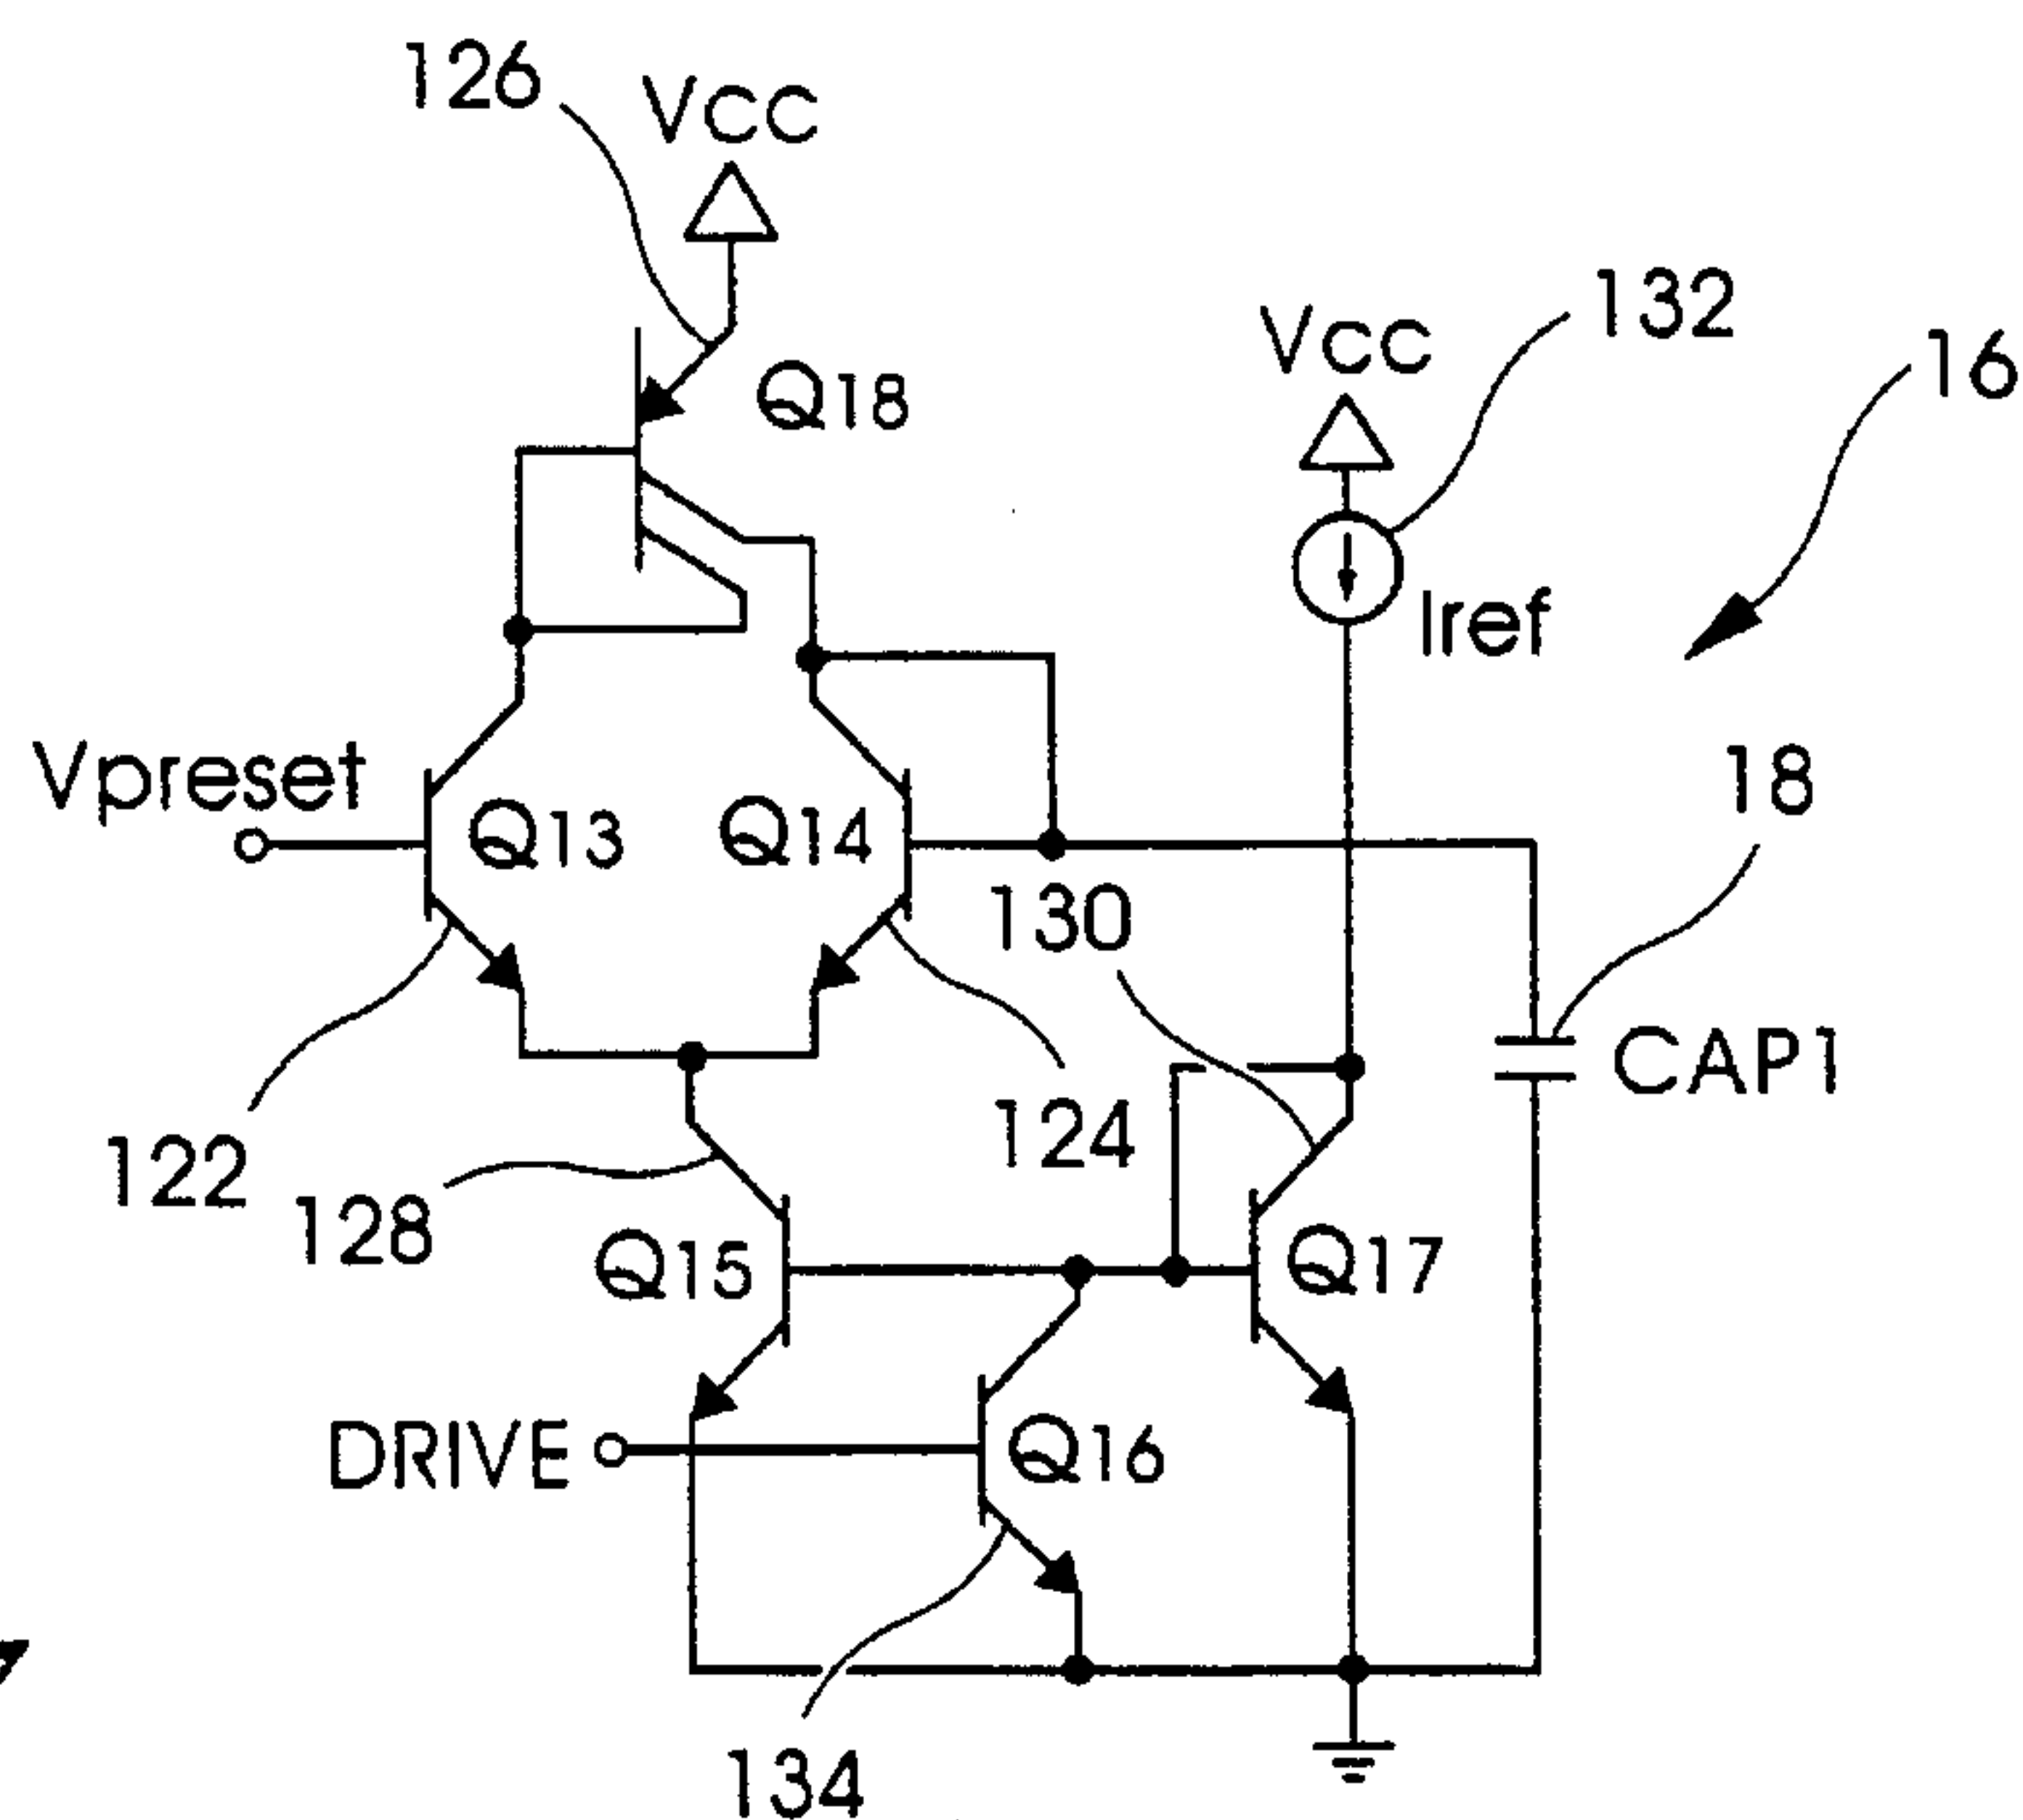 126
VCC
Q18
VCC
132
16
Iref
Vpreset
Q13
Q14
18
130
CAP1
122
128
124
Q15
Q17
DRIVE
Q16
134